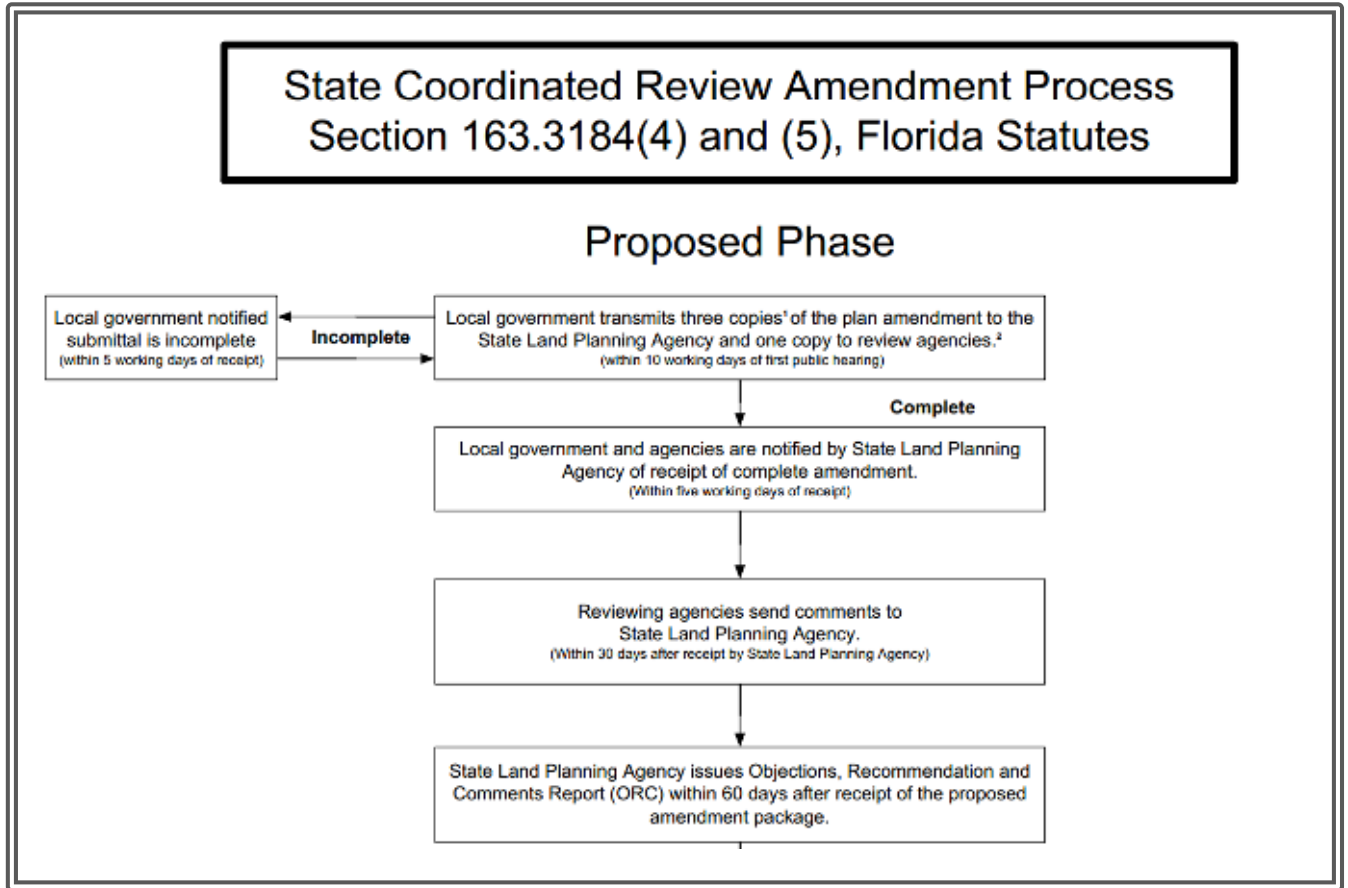 State Coordinated Review Amendment Process
Section 163.3184(4) and (5), Florida Statutes
Proposed Phase
Local government notified
submittal is incomplete
(within 5 working days of receipt)
Incomplete
Local government transmits three copies¹ of the plan amendment to the
State Land Planning Agency and one copy to review agencies.²
(within 10 working days of first public hearing)
Complete
Local government and agencies are notified by State Land Planning
Agency of receipt of complete amendment.
(Within five working days of receipt)
Reviewing agencies send comments to
State Land Planning Agency.
(Within 30 days after receipt by State Land Planning Agency)
State Land Planning Agency issues Objections, Recommendation and
Comments Report (ORC) within 60 days after receipt of the proposed
amendment package.